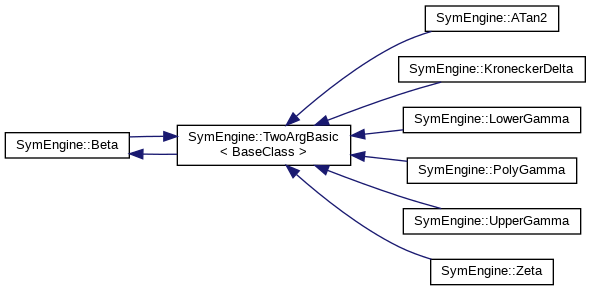 SymEngine::Beta
SymEngine::TwoArgBasic
< BaseClass >
SymEngine::ATan2
SymEngine::KroneckerDelta
SymEngine::LowerGamma
SymEngine::PolyGamma
SymEngine::UpperGamma
SymEngine::Zeta